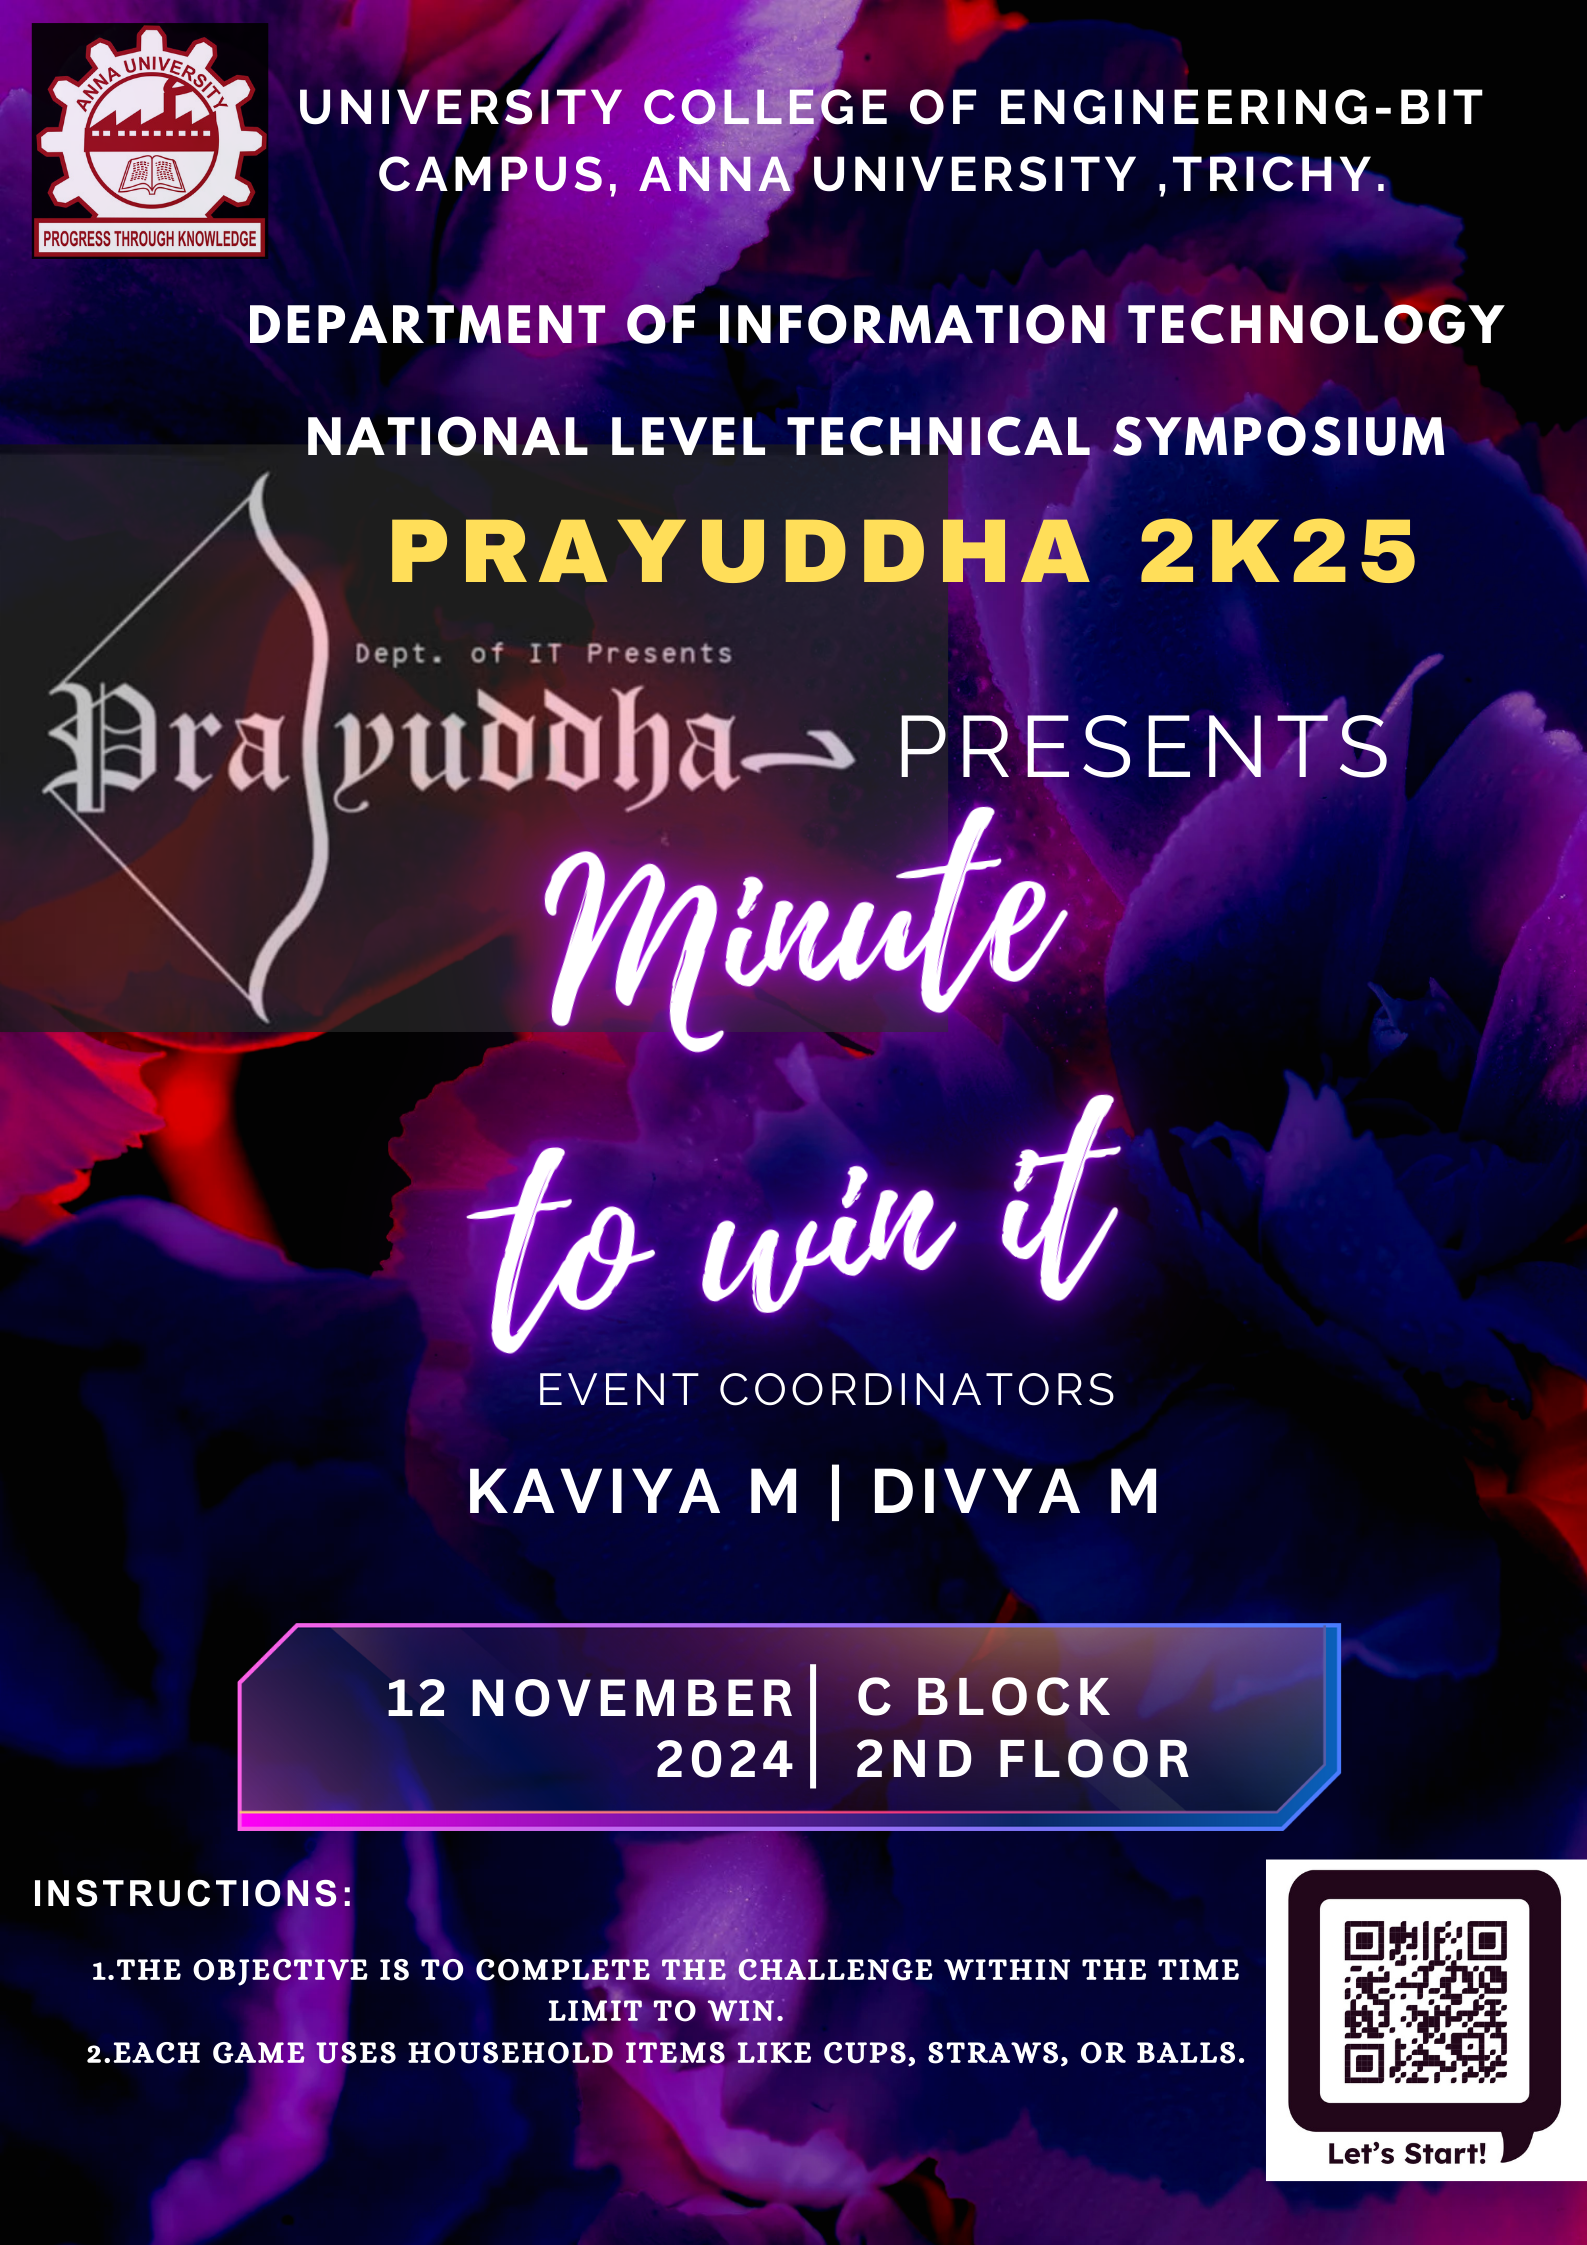 ANNA UNIVERSITY
PROGRESS THROUGH KNOWLEDGE
UNIVERSITY COLLEGE OF ENGINEERING-BIT
CAMPUS, ANNA UNIVERSITY ,TRICHY.
DEPARTMENT OF INFORMATION TECHNOLOGY
NATIONAL LEVEL TECHNICAL SYMPOSIUM
PRAYUDDHA 2K25
Dept. of IT Presents
Prayuddha
PRESENTS
Minute
to win it
EVENT COORDINATORS
KAVIYA M | DIVYA M
12 NOVEMBER
2024
C BLOCK
2ND FLOOR
INSTRUCTIONS:
1.THE OBJECTIVE IS TO COMPLETE THE CHALLENGE WITHIN THE TIME
LIMIT TO WIN.
2.EACH GAME USES HOUSEHOLD ITEMS LIKE CUPS, STRAWS, OR BALLS.
Let's Start!